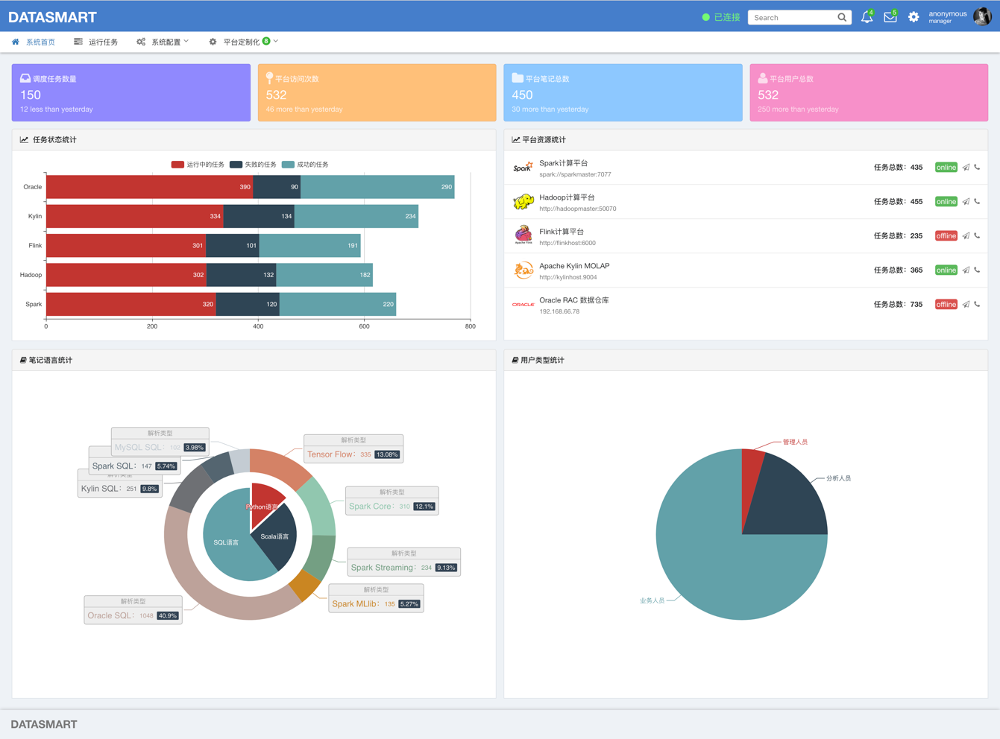 DATASMART
已连接
Search
4
5
anonymous
manager
系统首页
运行任务
系统配置
平台定制化 8
调度任务数量
150
12 less than yesterday
平台访问次数
532
46 more than yesterday
平台笔记总数
450
30 more than yesterday
平台用户总数
532
250 more than yesterday
任务状态统计
运行中的任务 失败的任务 成功的任务
Oracle 390 90 290
Kylin 334 134 234
Flink 301 101 191
Hadoop 302 132 182
Spark 320 120 220
0 200 400 600 800
平台资源统计
Spark
Spark计算平台
spark://sparkmaster:7077
任务总数：435 online
Hadoop计算平台
http://hadoopmaster:50070
任务总数：455 online
Apache Flink
Flink计算平台
http://flinkhost:6000
任务总数：235 offline
Apache Kylin MOLAP
http://kylinhost.9004
任务总数：365 online
ORACLE
Oracle RAC 数据仓库
192.168.66.78
任务总数：735 offline
笔记语言统计
解析类型
MySQL SQL： 102 3.98%
Spark SQL： 147 5.74%
解析类型
Kylin SQL： 251 9.8%
解析类型
Tensor Flow： 335 13.08%
解析类型
Spark Core： 310 12.1%
解析类型
Spark Streaming： 234 9.13%
解析类型
Spark MLlib： 135 5.27%
解析类型
Oracle SQL： 1048 40.9%
Python语言
Scala语言
SQL语言
用户类型统计
管理人员
分析人员
业务人员
DATASMART